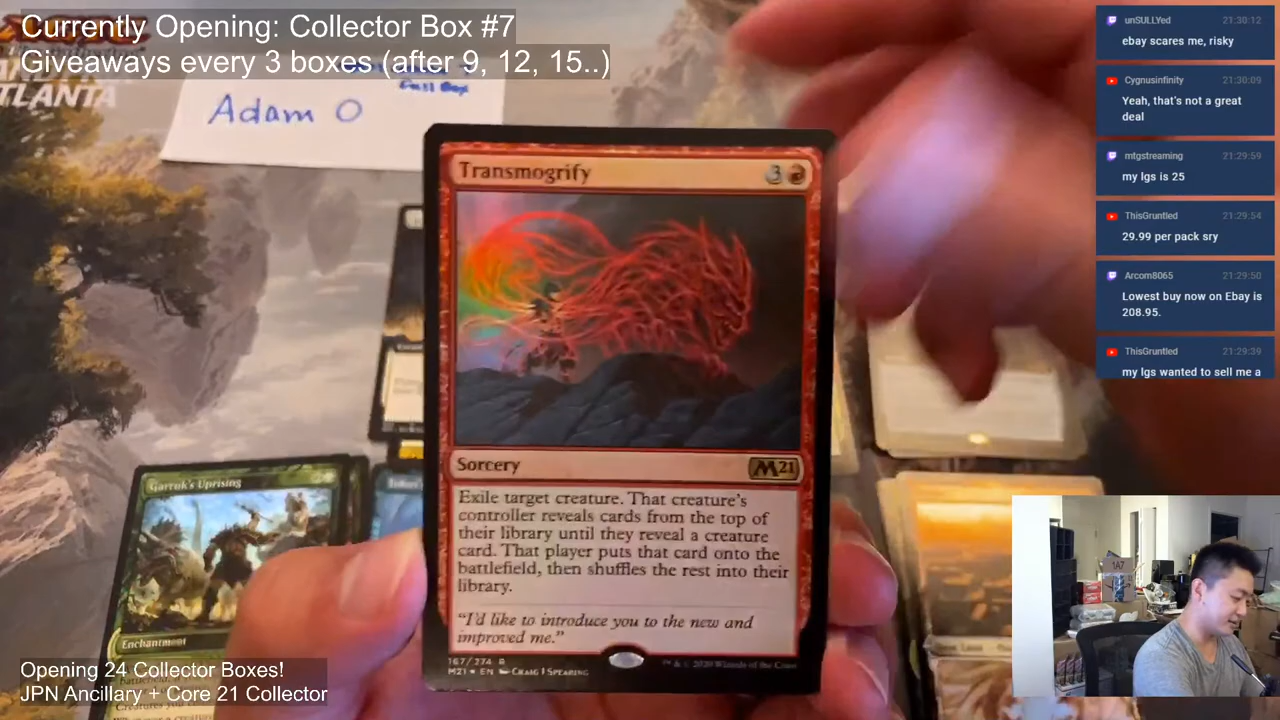 Currently Opening: Collector Box #7
Giveaways every 3 boxes (after 9, 12, 15..)
ATLANTA
Adam O
Transmogrify
3
Sorcery
M21
Exile target creature. That creature's
controller reveals cards from the top of
their library until they reveal a creature
card. That player puts that card onto the
battlefield, then shuffles the rest into their
library.
"I'd like to introduce you to the new and
improved me."
167/274 R
M21 EN CRAIG J SPEARING
™ & © 2020 Wizards of the Coast
Garruk's Uprising
Enchantment
Opening 24 Collector Boxes!
JPN Ancillary + Core 21 Collector
unSULLYed 21:30:12
ebay scares me, risky
Cygnusinfinity 21:30:09
Yeah, that's not a great
deal
mtgstreaming 21:29:59
my lgs is 25
ThisGruntled 21:29:54
29.99 per pack sry
Arcom8065 21:29:50
Lowest buy now on Ebay is
208.95.
ThisGruntled 21:29:39
my lgs wanted to sell me a
1A7